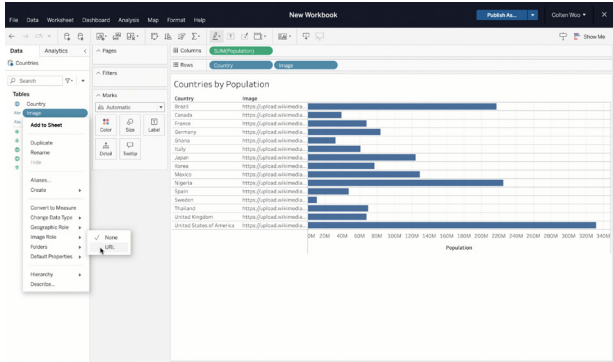 New Workbook
File Data Worksheet Dashboard Analysis Map Format Help
Publish As...
Show Me
Data Analytics
Countries
Search
Tables
Country
Abc Image
Add to Sheet
Duplicate
Rename
Hide
Aliases...
Create
Convert to Measure
Change Data Type
Geographic Role
Image Role
Folders
Default Properties
Hierarchy
Describe...
None
URL
Pages
Filters
Marks
Automatic
Color Size Label
Detail Tooltip
Columns SUM(Population)
Rows Country Image
Countries by Population
Country Image
Brazil https://upload.wikimedia...
Canada https://upload.wikimedia...
France https://upload.wikimedia...
Germany https://upload.wikimedia...
Ghana https://upload.wikimedia...
Italy https://upload.wikimedia...
Japan https://upload.wikimedia...
Korea https://upload.wikimedia...
Mexico https://upload.wikimedia...
Nigeria https://upload.wikimedia...
Spain https://upload.wikimedia...
Sweden https://upload.wikimedia...
Thailand https://upload.wikimedia...
United Kingdom https://upload.wikimedia...
United States of America https://upload.wikimedia...
0M 20M 40M 60M 80M 100M 120M 140M 160M 180M 200M 220M 240M 260M 280M 300M 320M 340M
Population